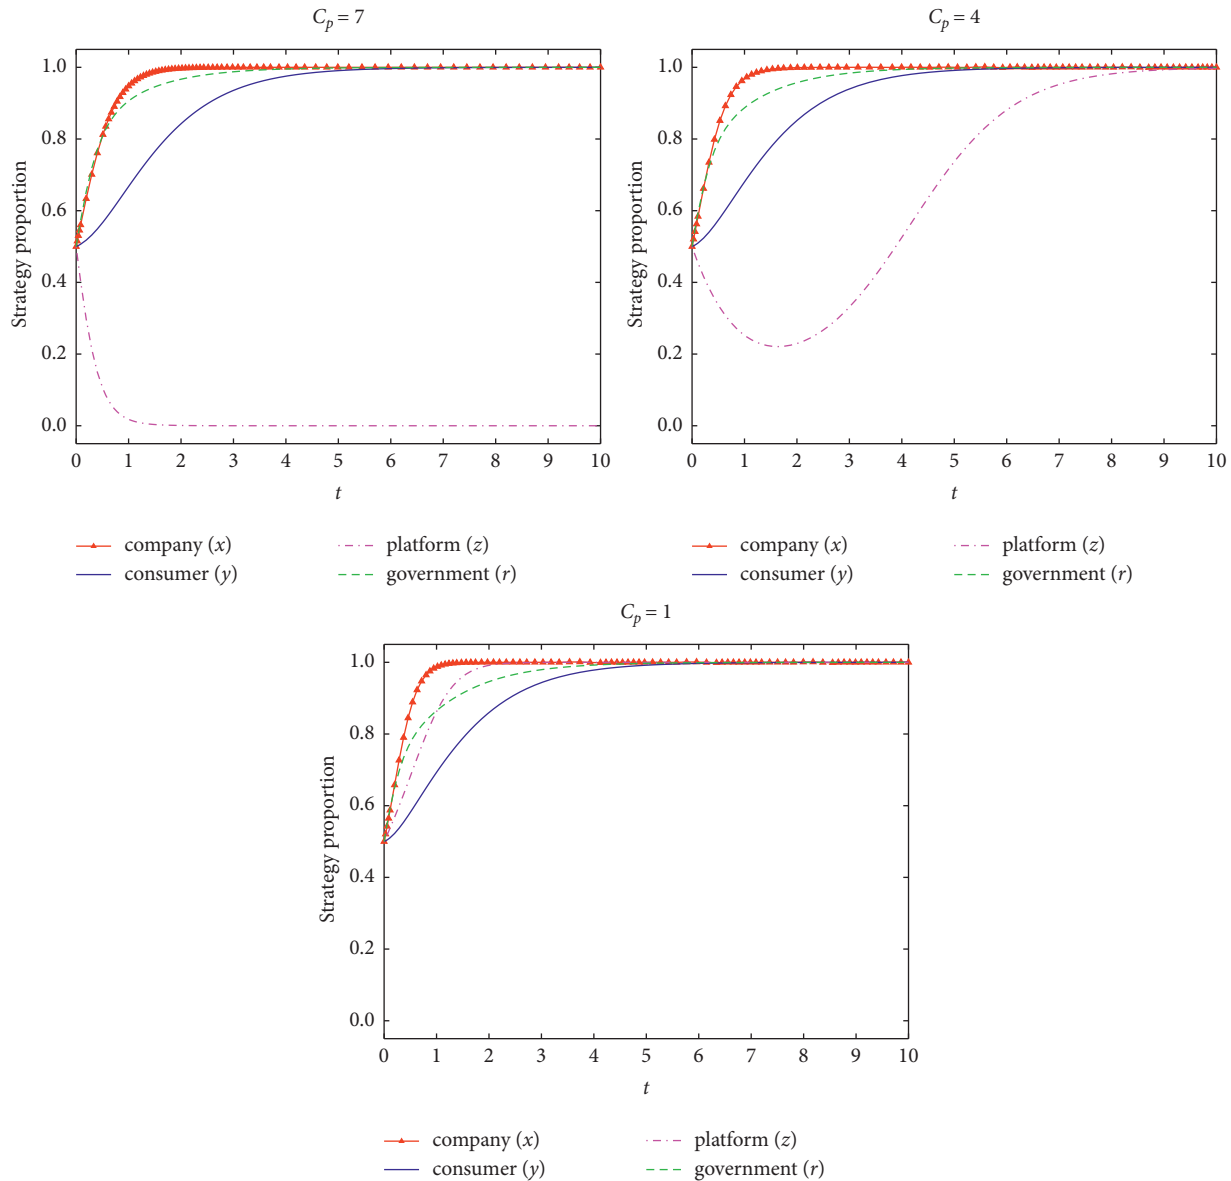 C_p = 7
Strategy proportion
1.0
0.8
0.6
0.4
0.2
0.0
0 1 2 3 4 5 6 7 8 9 10
t
company (x)
consumer (y)
platform (z)
government (r)
C_p = 4
Strategy proportion
1.0
0.8
0.6
0.4
0.2
0.0
0 1 2 3 4 5 6 7 8 9 10
t
company (x)
consumer (y)
platform (z)
government (r)
C_p = 1
Strategy proportion
1.0
0.8
0.6
0.4
0.2
0.0
0 1 2 3 4 5 6 7 8 9 10
t
company (x)
consumer (y)
platform (z)
government (r)